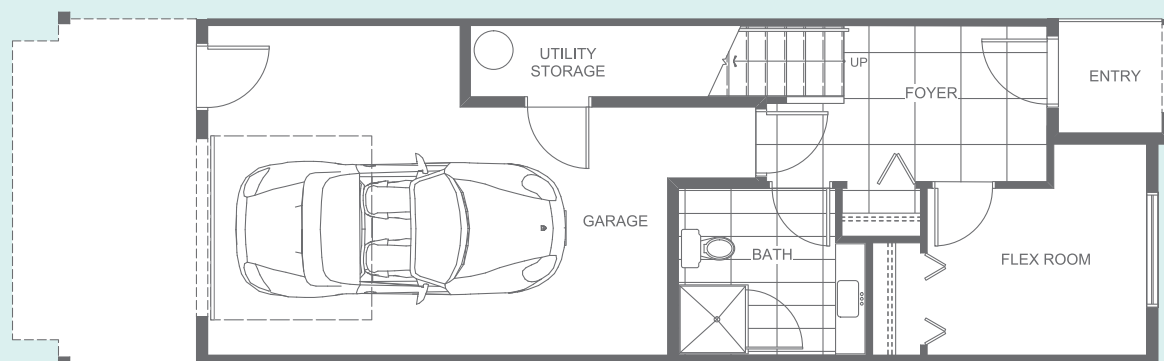 UTILITY
STORAGE
UP
ENTRY
FOYER
GARAGE
BATH
FLEX ROOM